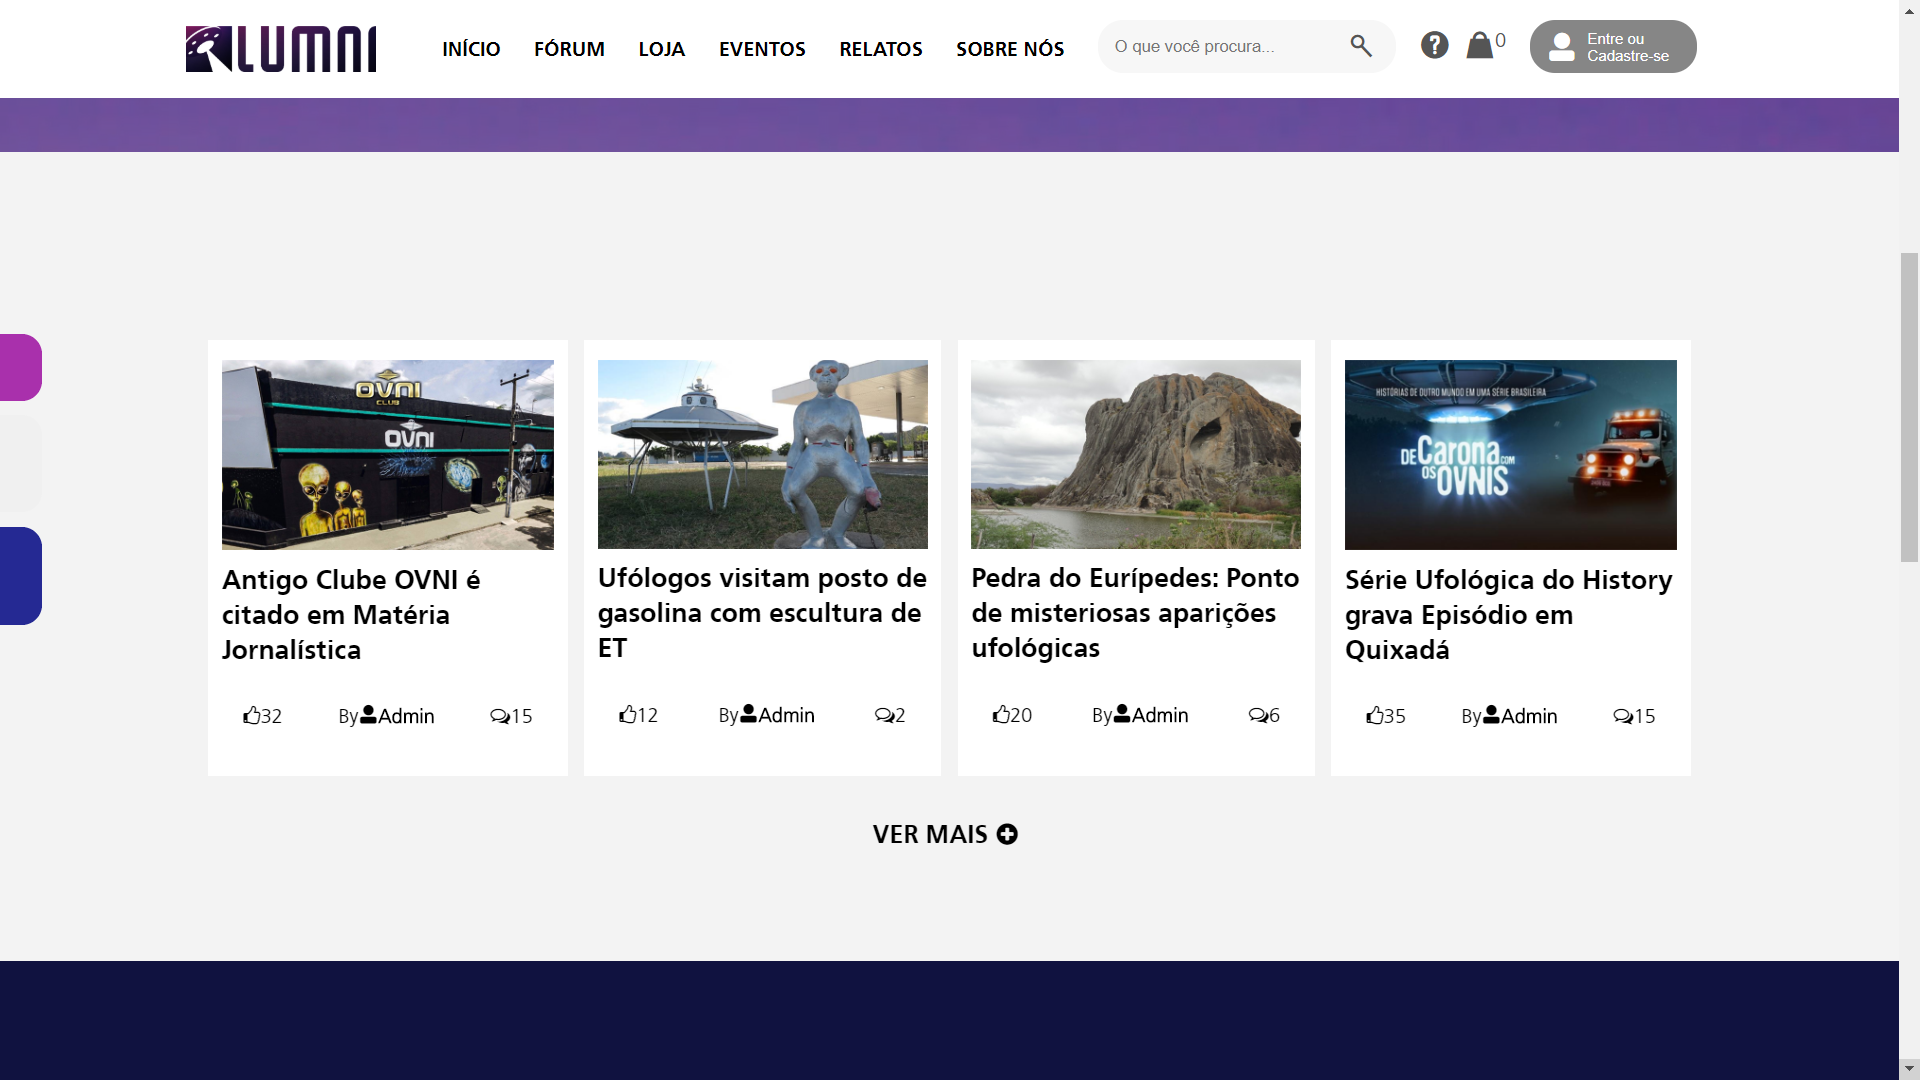 LUMNI
INÍCIO
FÓRUM
LOJA
EVENTOS
RELATOS
SOBRE NÓS
O que você procura...
?
0
Entre ou
Cadastre-se
OVNI
CLUB
OVNI
HISTÓRIAS DE OUTRO MUNDO EM UMA SÉRIE BRASILEIRA
DE Carona COM
OS OVNIS
Antigo Clube OVNI é
citado em Matéria
Jornalística
32
By Admin
15
Ufólogos visitam posto de
gasolina com escultura de
ET
12
By Admin
2
Pedra do Eurípedes: Ponto
de misteriosas aparições
ufológicas
20
By Admin
6
Série Ufológica do History
grava Episódio em
Quixadá
35
By Admin
15
VER MAIS